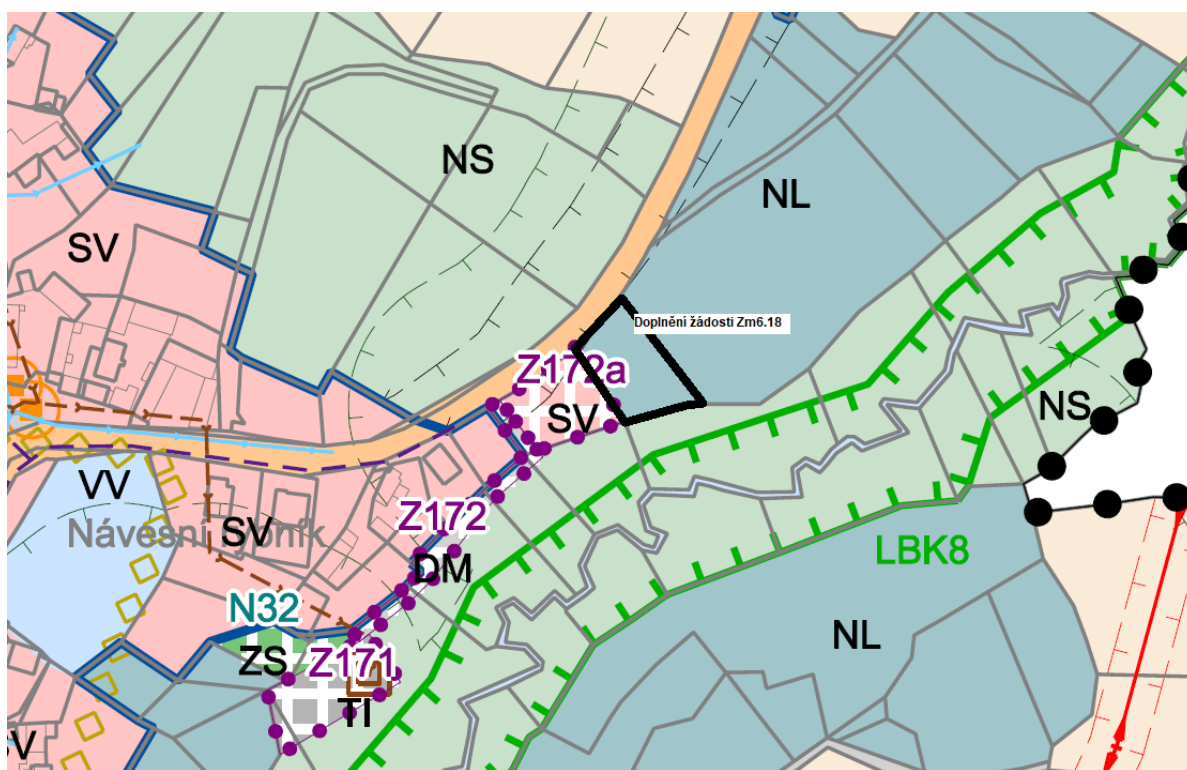 NS
NL
SV
Doplnění žádosti Zm6.18
Z172a
SV
NS
VV
Návesní rybník
SV
Z172
DM
LBK8
N32
NL
ZS
Z171
TI
SV